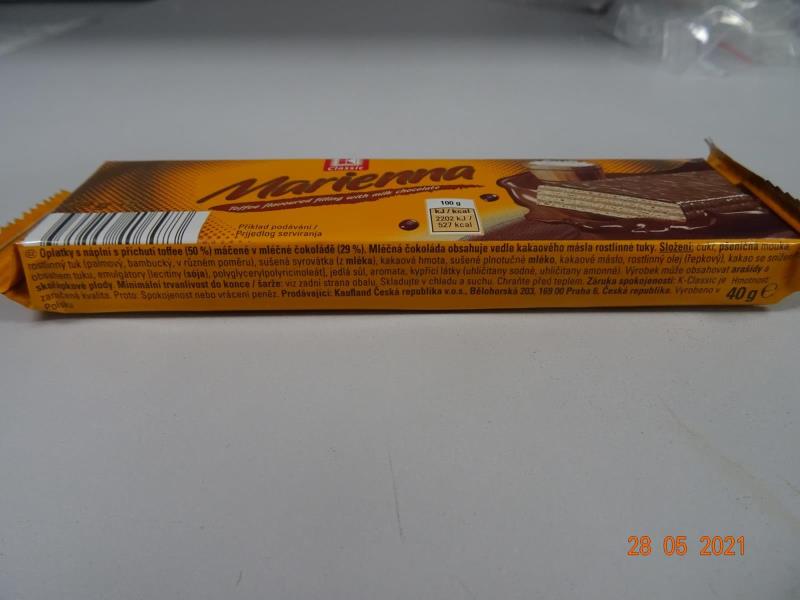 K
Classic
Marienna
Toffee flavoured filling with milk chocolate
Příklad podávání /
Prijedlog serviranja
100 g
kJ / kcal
2202 kJ /
527 kcal
Oplatky s náplní s příchutí toffee (50 %) máčené v mléčné čokoládě (29 %). Mléčná čokoláda obsahuje vedle kakaového másla rostlinné tuky. Složení: cukr, pšeničná mouka,
rostlinný tuk (palmový, bambucký, v různém poměru), sušená syrovátka (z mléka), kakaová hmota, sušené plnotučné mléko, kakaové máslo, rostlinný olej (řepkový), kakao se sníže
obsahem tuku, emulgátory [lecitiny (sója), polyglycerolpolyricinoleát], jedlá sůl, aromata, kypřicí látky (uhličitany sodné, uhličitany amonné). Výrobek může obsahovat arašídy a
skořápkové plody. Minimální trvanlivost do konce / šarže: viz zadní strana obalu. Skladujte v chladu a suchu. Chraňte před teplem. Záruka spokojenosti: K-Classic je Hmotnost
zaručená kvalita. Proto: Spokojenost nebo vrácení peněz. Prodávající: Kaufland Česká republika v.o.s., Bělohorská 203, 169 00 Praha 6, Česká republika. Vyrobeno v 40 g ℮
Polsku
28 05 2021